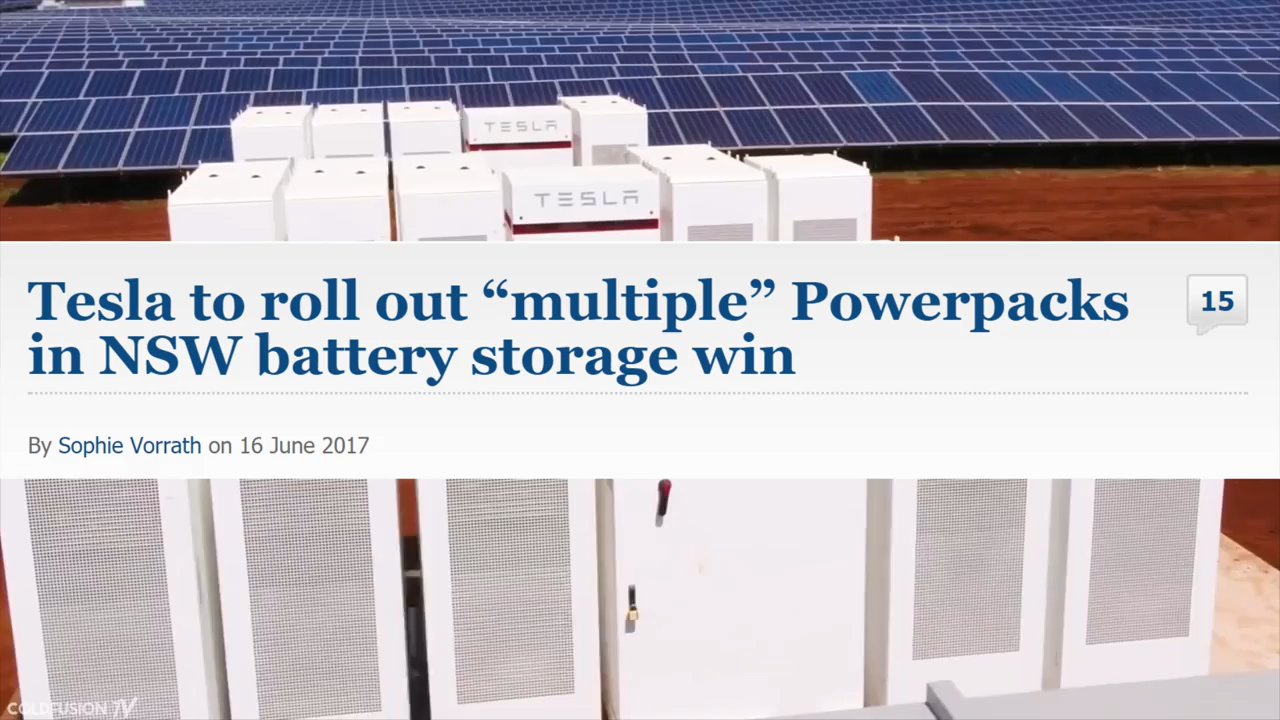 TESLA
TESLA
Tesla to roll out “multiple” Powerpacks
in NSW battery storage win
15
By Sophie Vorrath on 16 June 2017
COLDFUSION TV